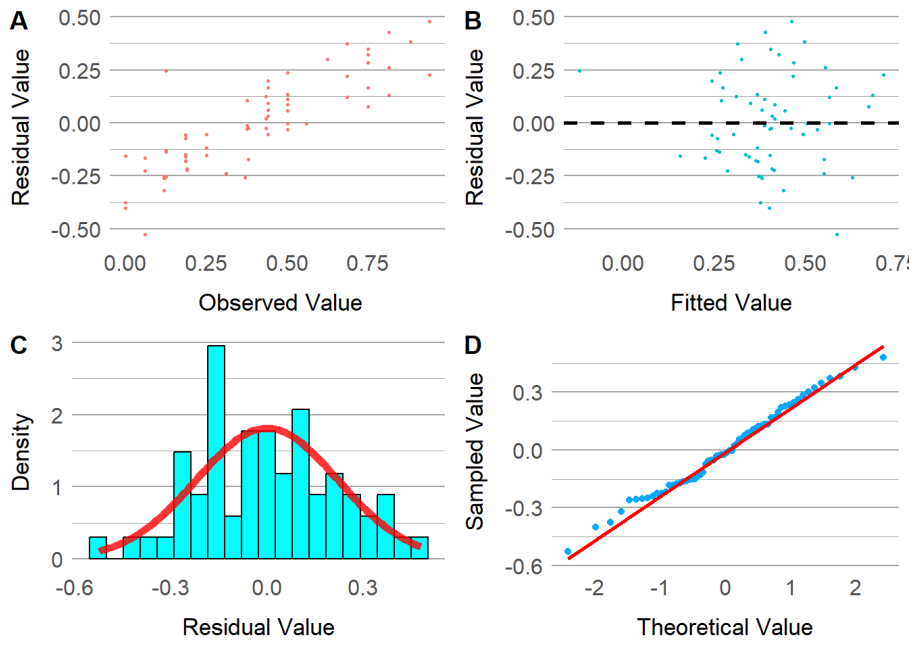 A
Residual Value
0.50
0.25
0.00
-0.25
-0.50
0.00 0.25 0.50 0.75
Observed Value
B
Residual Value
0.50
0.25
0.00
-0.25
-0.50
0.00 0.25 0.50 0.75
Fitted Value
C
Density
3
2
1
0
-0.6 -0.3 0.0 0.3
Residual Value
D
Sampled Value
0.3
0.0
-0.3
-0.6
-2 -1 0 1 2
Theoretical Value